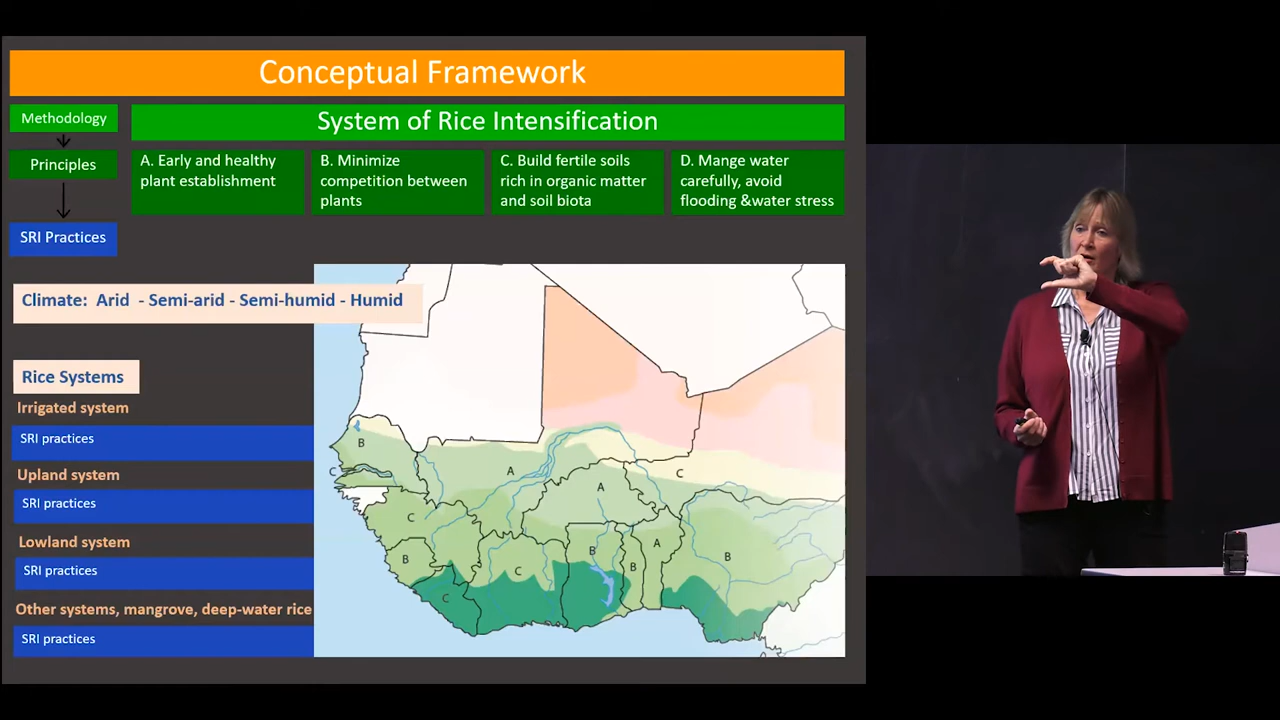 Conceptual Framework
Methodology
System of Rice Intensification
Principles
A. Early and healthy
plant establishment
B. Minimize
competition between
plants
C. Build fertile soils
rich in organic matter
and soil biota
D. Mange water
carefully, avoid
flooding &water stress
SRI Practices
Climate: Arid - Semi-arid - Semi-humid - Humid
Rice Systems
Irrigated system
SRI practices
Upland system
SRI practices
Lowland system
SRI practices
Other systems, mangrove, deep-water rice
SRI practices
B
C
A
C
A
C
B
C
C
B
B
A
B